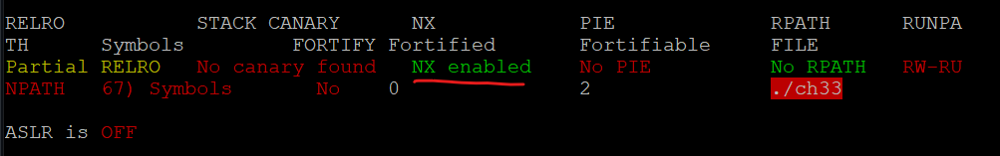 RELRO STACK CANARY NX PIE RPATH RUNPA
TH Symbols FORTIFY Fortified Fortifiable FILE
Partial RELRO No canary found NX enabled No PIE No RPATH RW-RU
NPATH 67) Symbols No 0 2 ./ch33
ASLR is OFF